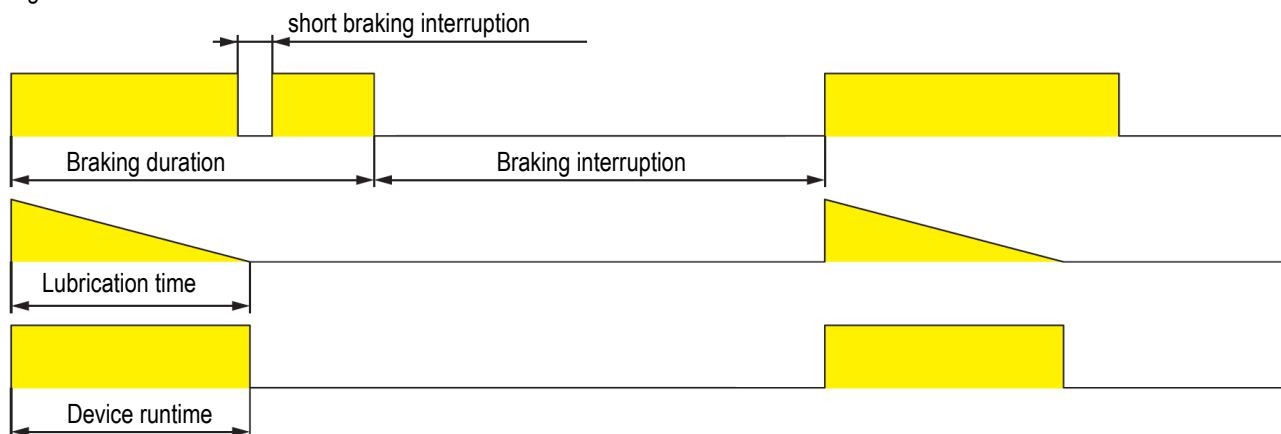 short braking interruption
Braking duration
Braking interruption
Lubrication time
Device runtime